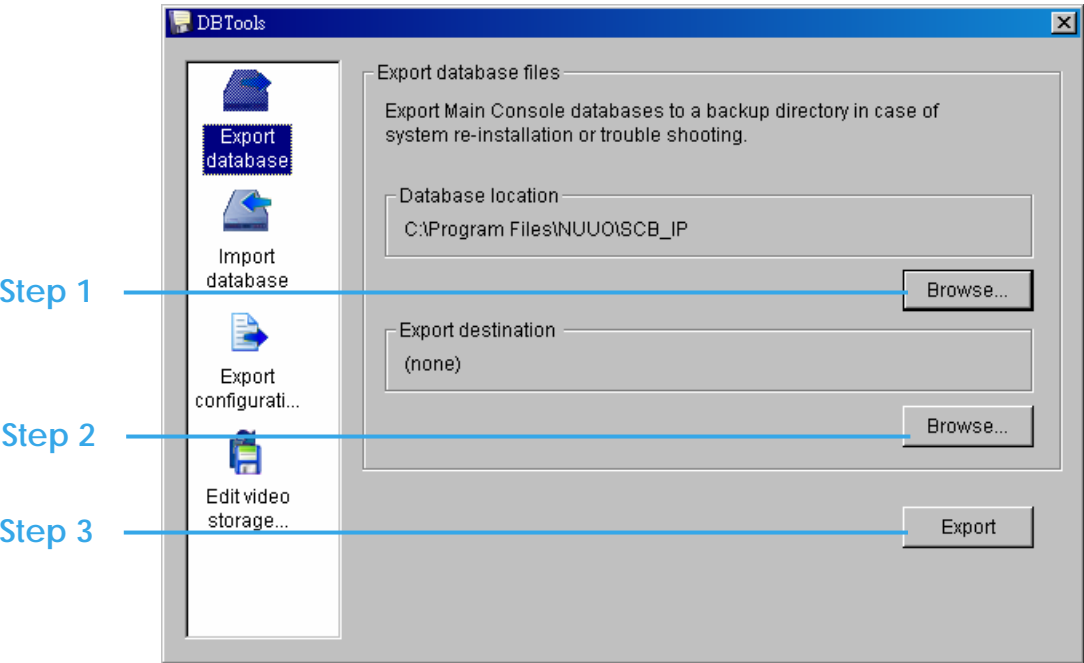 DBTools
Export
database
Import
database
Export
configurati...
Edit video
storage...
Export database files
Export Main Console databases to a backup directory in case of
system re-installation or trouble shooting.
Database location
C:\Program Files\NUUO\SCB_IP
Step 1
Browse...
Export destination
(none)
Step 2
Browse...
Step 3
Export